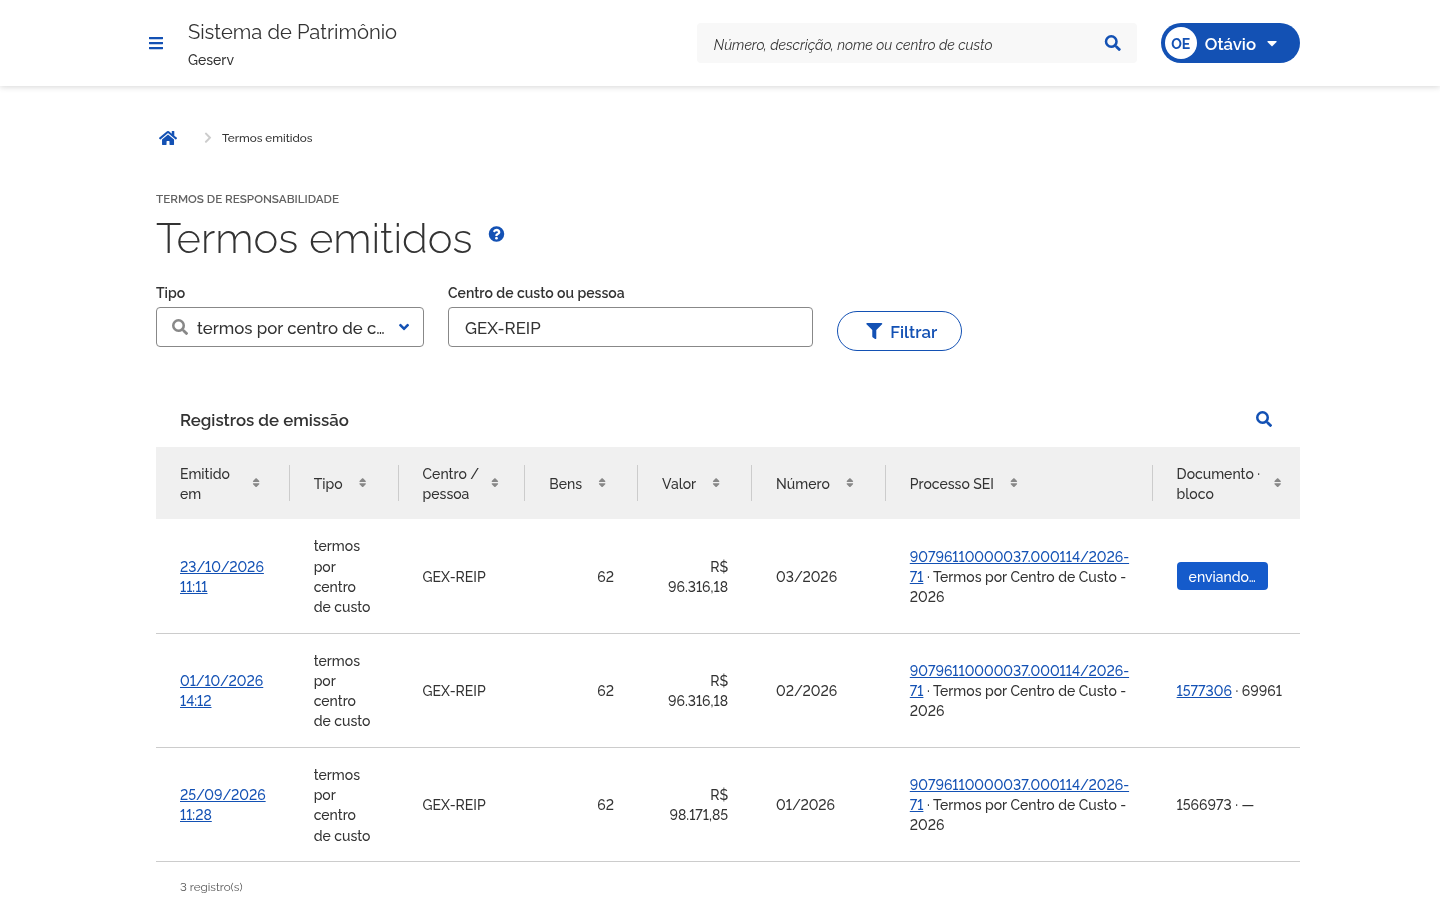 Sistema de Patrimônio
Geserv
Número, descrição, nome ou centro de custo
OE Otávio
Termos emitidos
TERMOS DE RESPONSABILIDADE
Termos emitidos
Tipo
Centro de custo ou pessoa
termos por centro de c...
GEX-REIP
Filtrar
Registros de emissão
Emitido em
Tipo
Centro / pessoa
Bens
Valor
Número
Processo SEI
Documento · bloco
23/10/2026 11:11
termos por centro de custo
GEX-REIP
62
R$ 96.316,18
03/2026
90796110000037.000114/2026-71 · Termos por Centro de Custo - 2026
enviando...
01/10/2026 14:12
termos por centro de custo
GEX-REIP
62
R$ 96.316,18
02/2026
90796110000037.000114/2026-71 · Termos por Centro de Custo - 2026
1577306 · 69961
25/09/2026 11:28
termos por centro de custo
GEX-REIP
62
R$ 98.171,85
01/2026
90796110000037.000114/2026-71 · Termos por Centro de Custo - 2026
1566973 · —
3 registro(s)